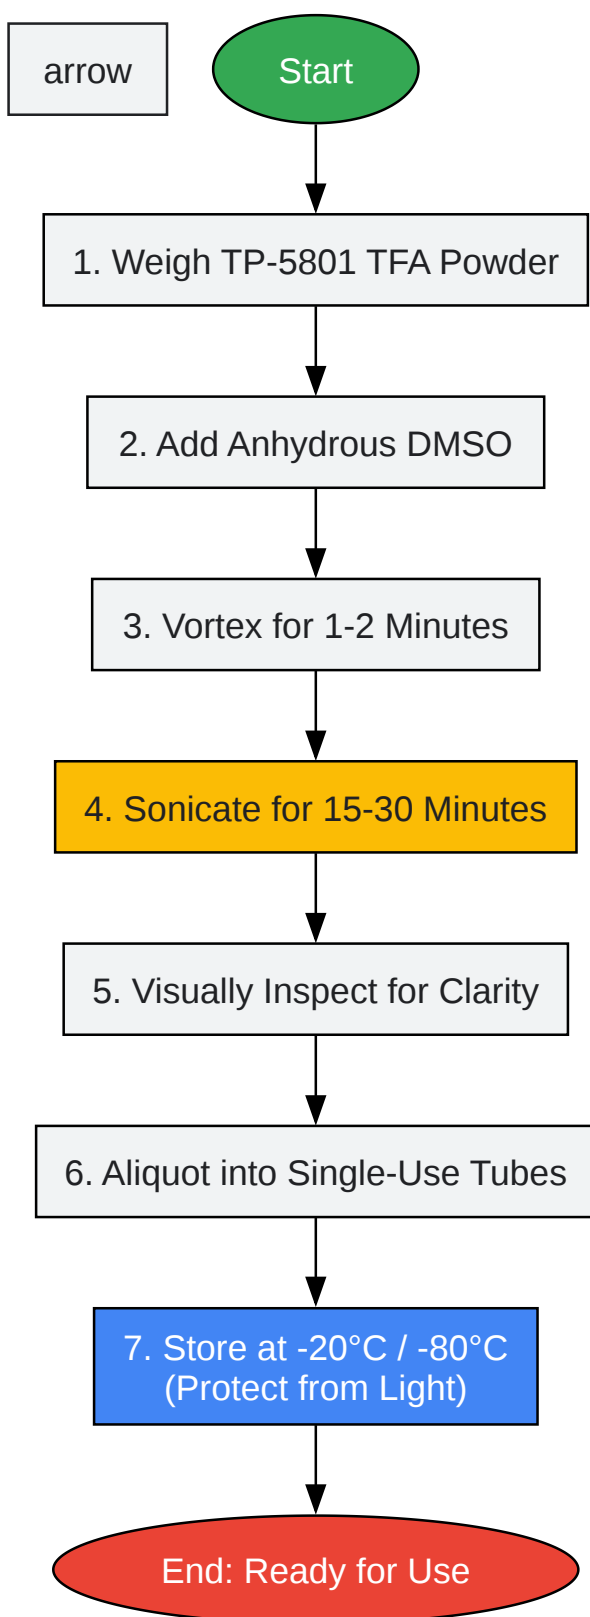 arrow
Start
1. Weigh TP-5801 TFA Powder
2. Add Anhydrous DMSO
3. Vortex for 1-2 Minutes
4. Sonicate for 15-30 Minutes
5. Visually Inspect for Clarity
6. Aliquot into Single-Use Tubes
7. Store at -20°C / -80°C
(Protect from Light)
End: Ready for Use